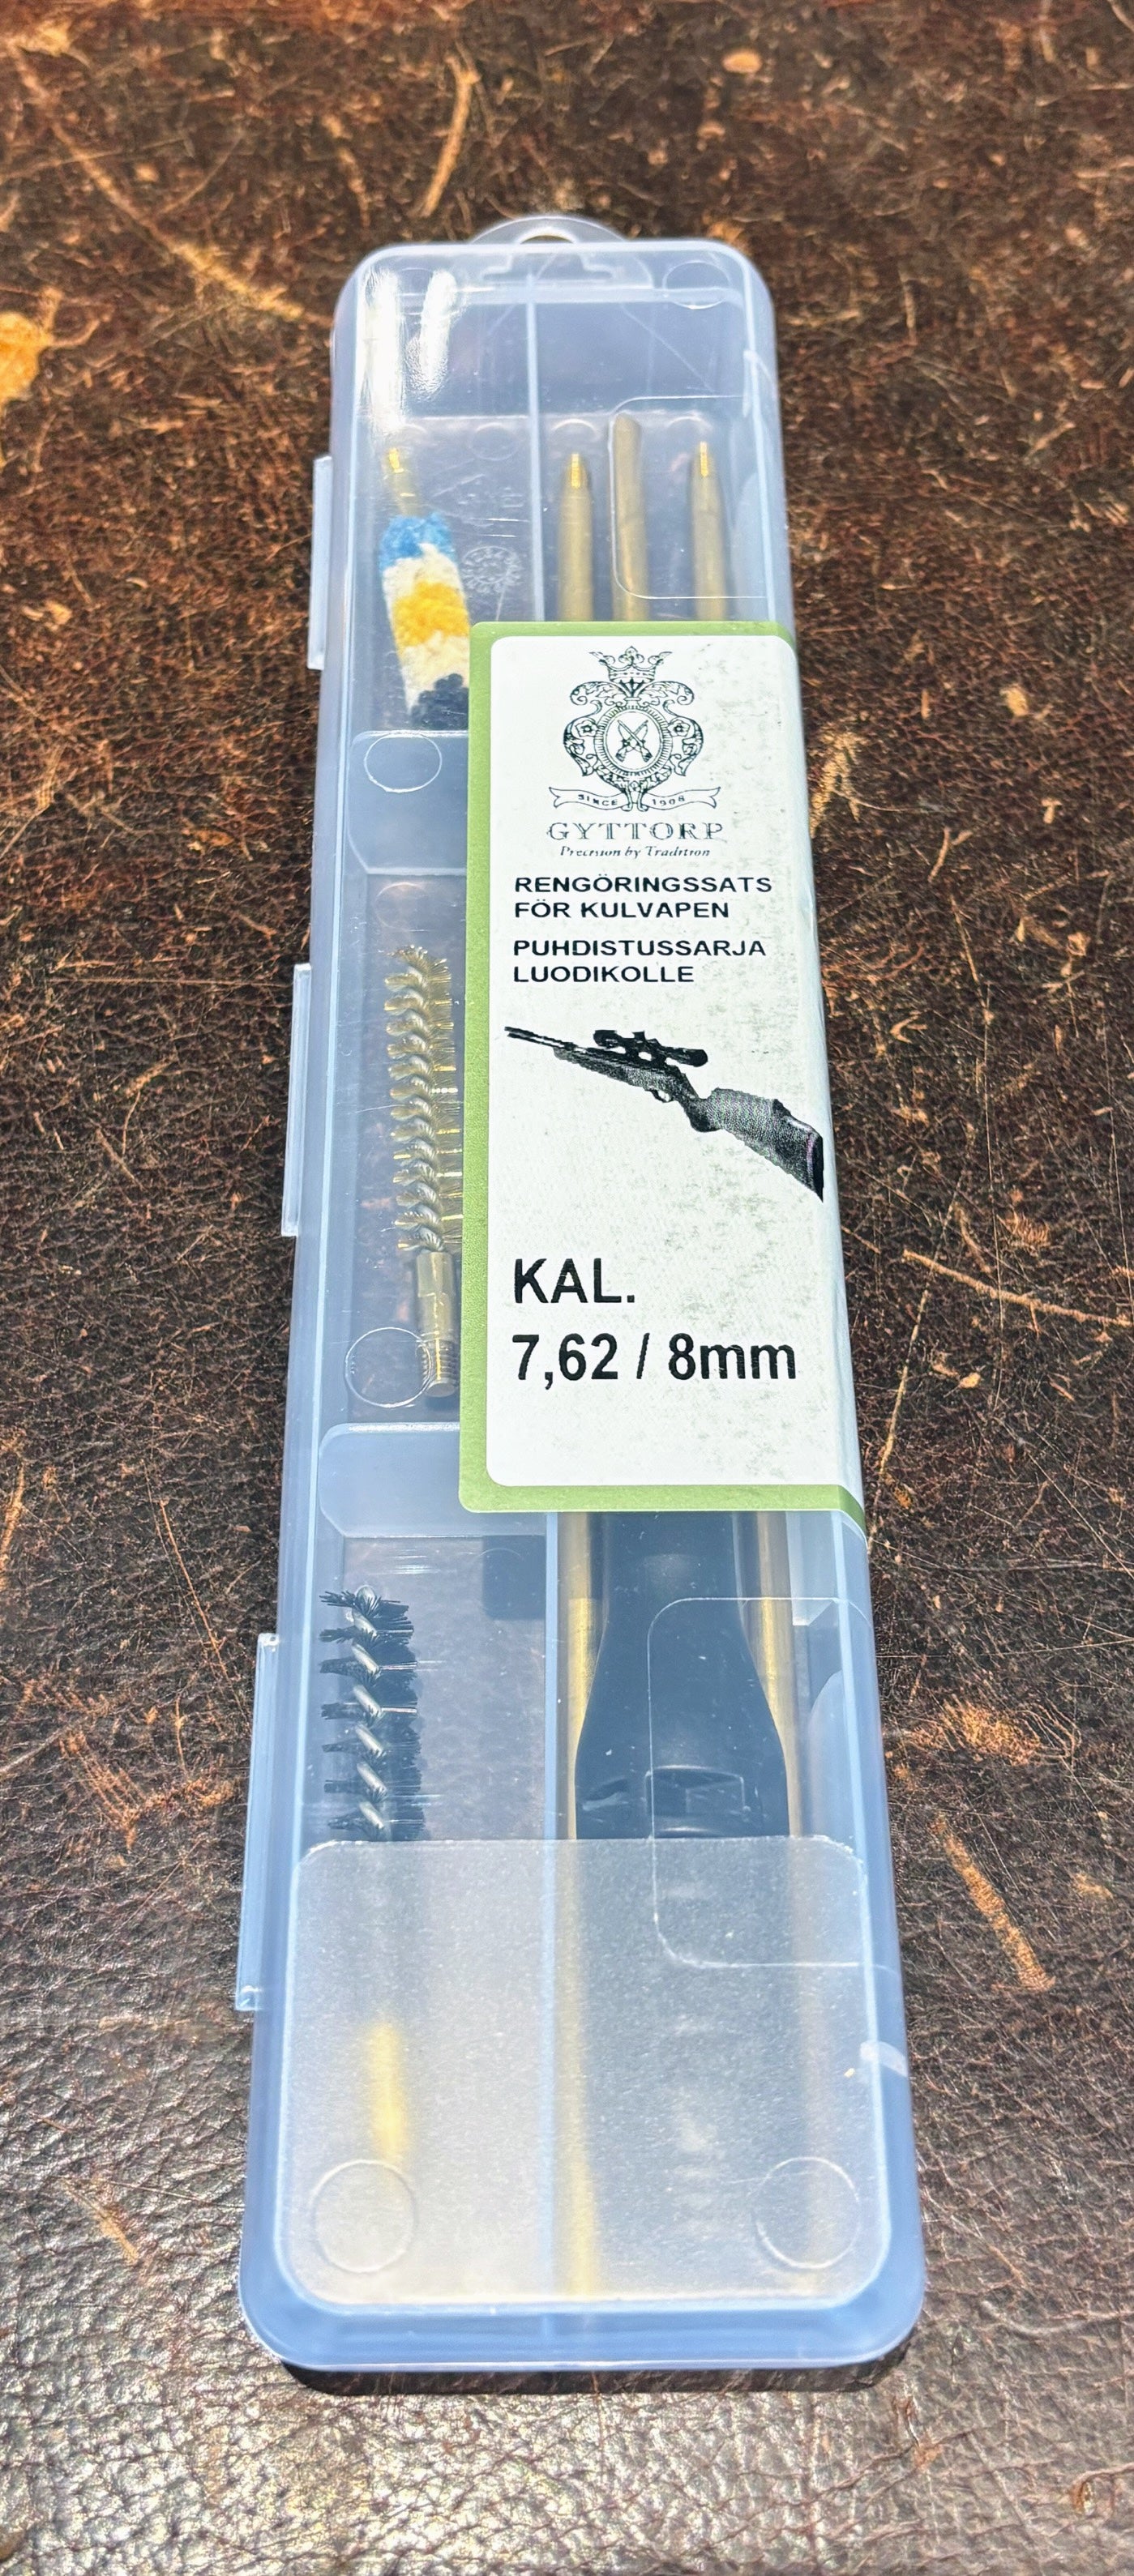 SINCE 1908
GYTTORP
Precision by Tradition
RENGÖRINGSSATS
FÖR KULVAPEN
PUHDISTUSSARJA
LUODIKOLLE
KAL.
7,62 / 8mm